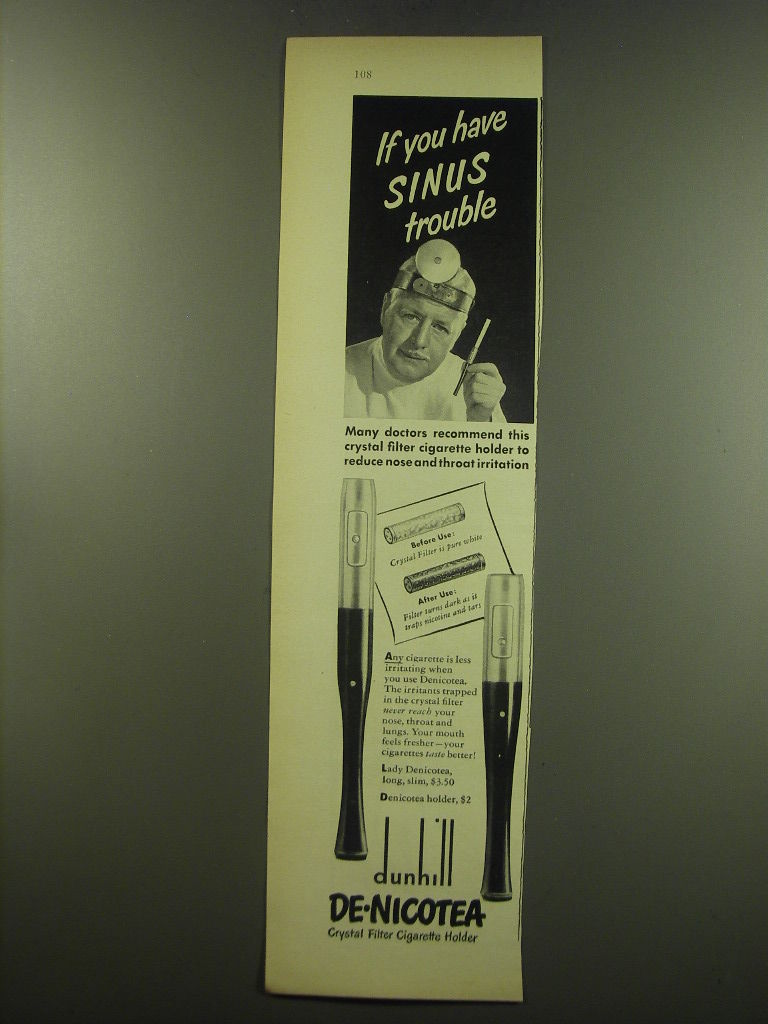 108
If you have
SINUS
trouble
Many doctors recommend this
crystal filter cigarette holder to
reduce nose and throat irritation
Before Use:
Crystal Filter is pure white
After Use:
Filter turns dark as it
traps nicotine and tars
Any cigarette is less
irritating when
you use Denicotea.
The irritants trapped
in the crystal filter
never reach your
nose, throat and
lungs. Your mouth
feels fresher—your
cigarettes taste better!
Lady Denicotea,
long, slim, $3.50
Denicotea holder, $2
dunhill
DE-NICOTEA
Crystal Filter Cigarette Holder